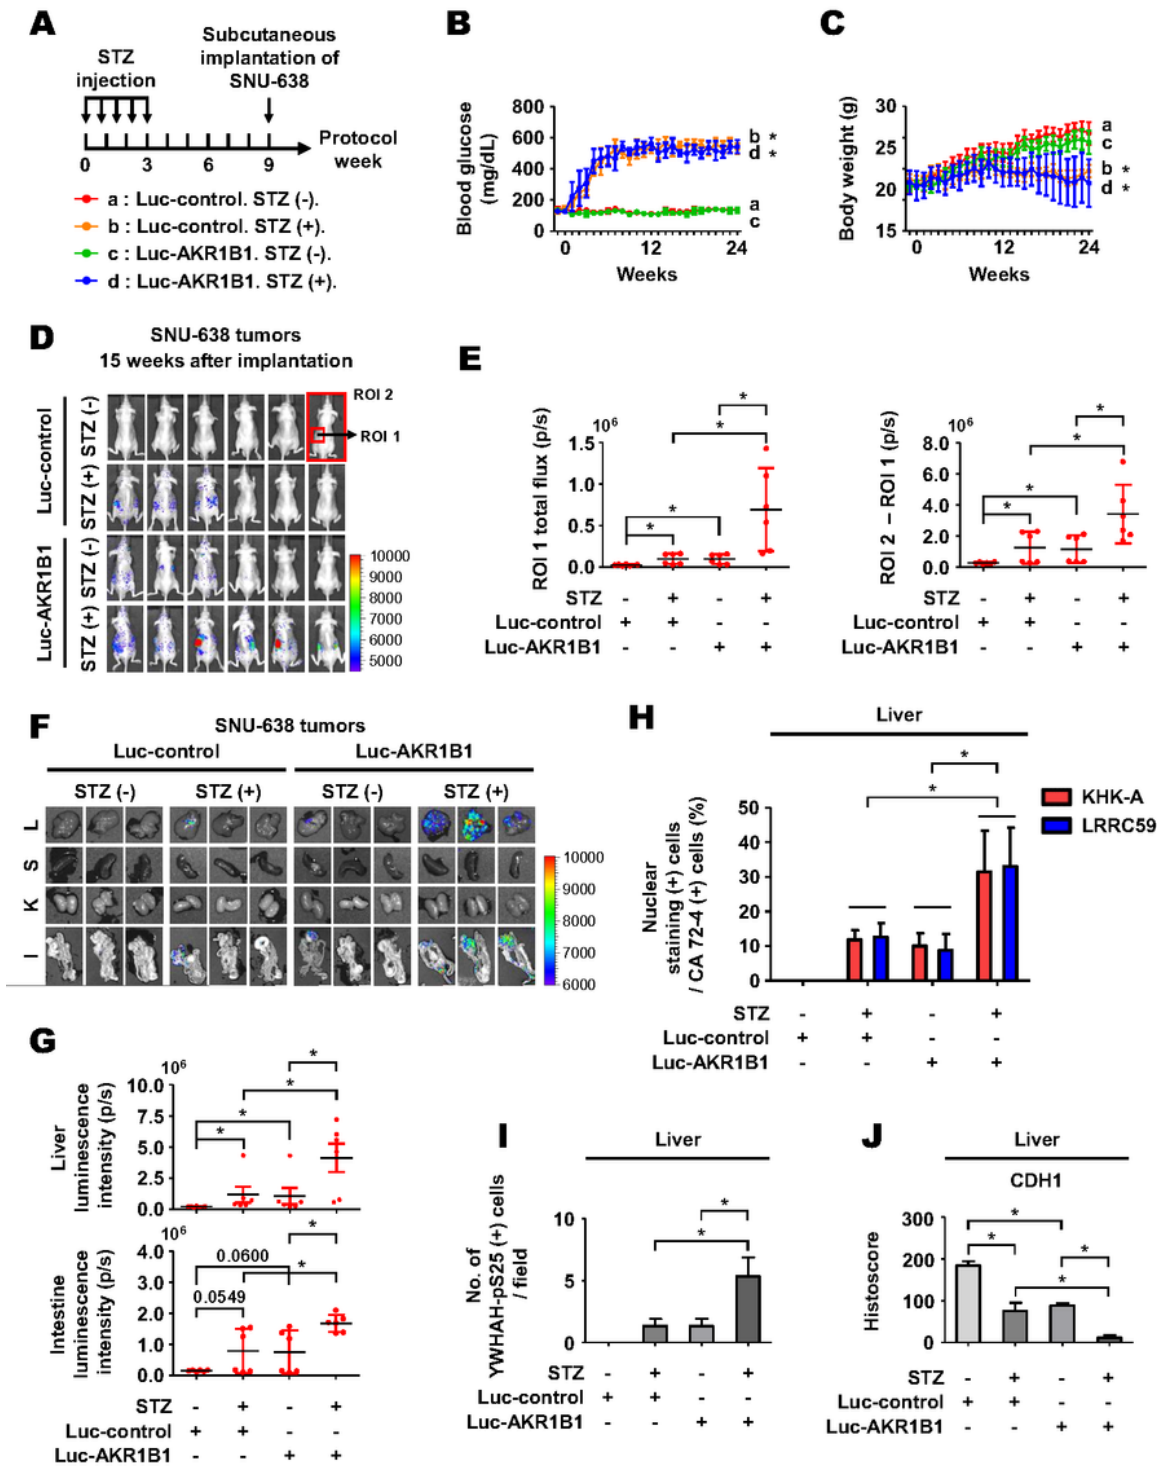 A
STZ
injection
Subcutaneous
implantation of
SNU-638
0 3 6 9
Protocol
week
a : Luc-control. STZ (-).
b : Luc-control. STZ (+).
c : Luc-AKR1B1. STZ (-).
d : Luc-AKR1B1. STZ (+).
B
Blood glucose
(mg/dL)
800
600
400
200
0
b *
d *
a
c
0 12 24
Weeks
C
Body weight (g)
30
25
20
15
a
c
b *
d *
0 12 24
Weeks
D
SNU-638 tumors
15 weeks after implantation
Luc-control
STZ (-)
STZ (+)
Luc-AKR1B1
STZ (-)
STZ (+)
ROI 2
ROI 1
10000
9000
8000
7000
6000
5000
E
ROI 1 total flux (p/s)
10⁶
1.5
1.0
0.5
0.0
* * * *
STZ - + - +
Luc-control + + - -
Luc-AKR1B1 - - + +
ROI 2 – ROI 1 (p/s)
10⁶
8.0
6.0
4.0
2.0
0.0
* * * *
STZ - + - +
Luc-control + + - -
Luc-AKR1B1 - - + +
F
SNU-638 tumors
Luc-control Luc-AKR1B1
STZ (-) STZ (+) STZ (-) STZ (+)
L
S
K
I
10000
9000
8000
7000
6000
G
Liver
luminescence
intensity (p/s)
10⁶
10.0
7.5
5.0
2.5
0.0
* * * *
Intestine
luminescence
intensity (p/s)
10⁶
4.0
3.0
2.0
1.0
0.0
0.0600
0.0549
* *
STZ - + - +
Luc-control + + - -
Luc-AKR1B1 - - + +
H
Liver
Nuclear
staining (+) cells
/ CA 72-4 (+) cells (%)
50
40
30
20
10
0
* *
KHK-A
LRRC59
STZ - + - +
Luc-control + + - -
Luc-AKR1B1 - - + +
I
Liver
No. of
YWHAH-pS25 (+) cells
/ field
10
5
0
* *
STZ - + - +
Luc-control + + - -
Luc-AKR1B1 - - + +
J
Liver
CDH1
Histoscore
300
200
100
0
* * * *
STZ - + - +
Luc-control + + - -
Luc-AKR1B1 - - + +